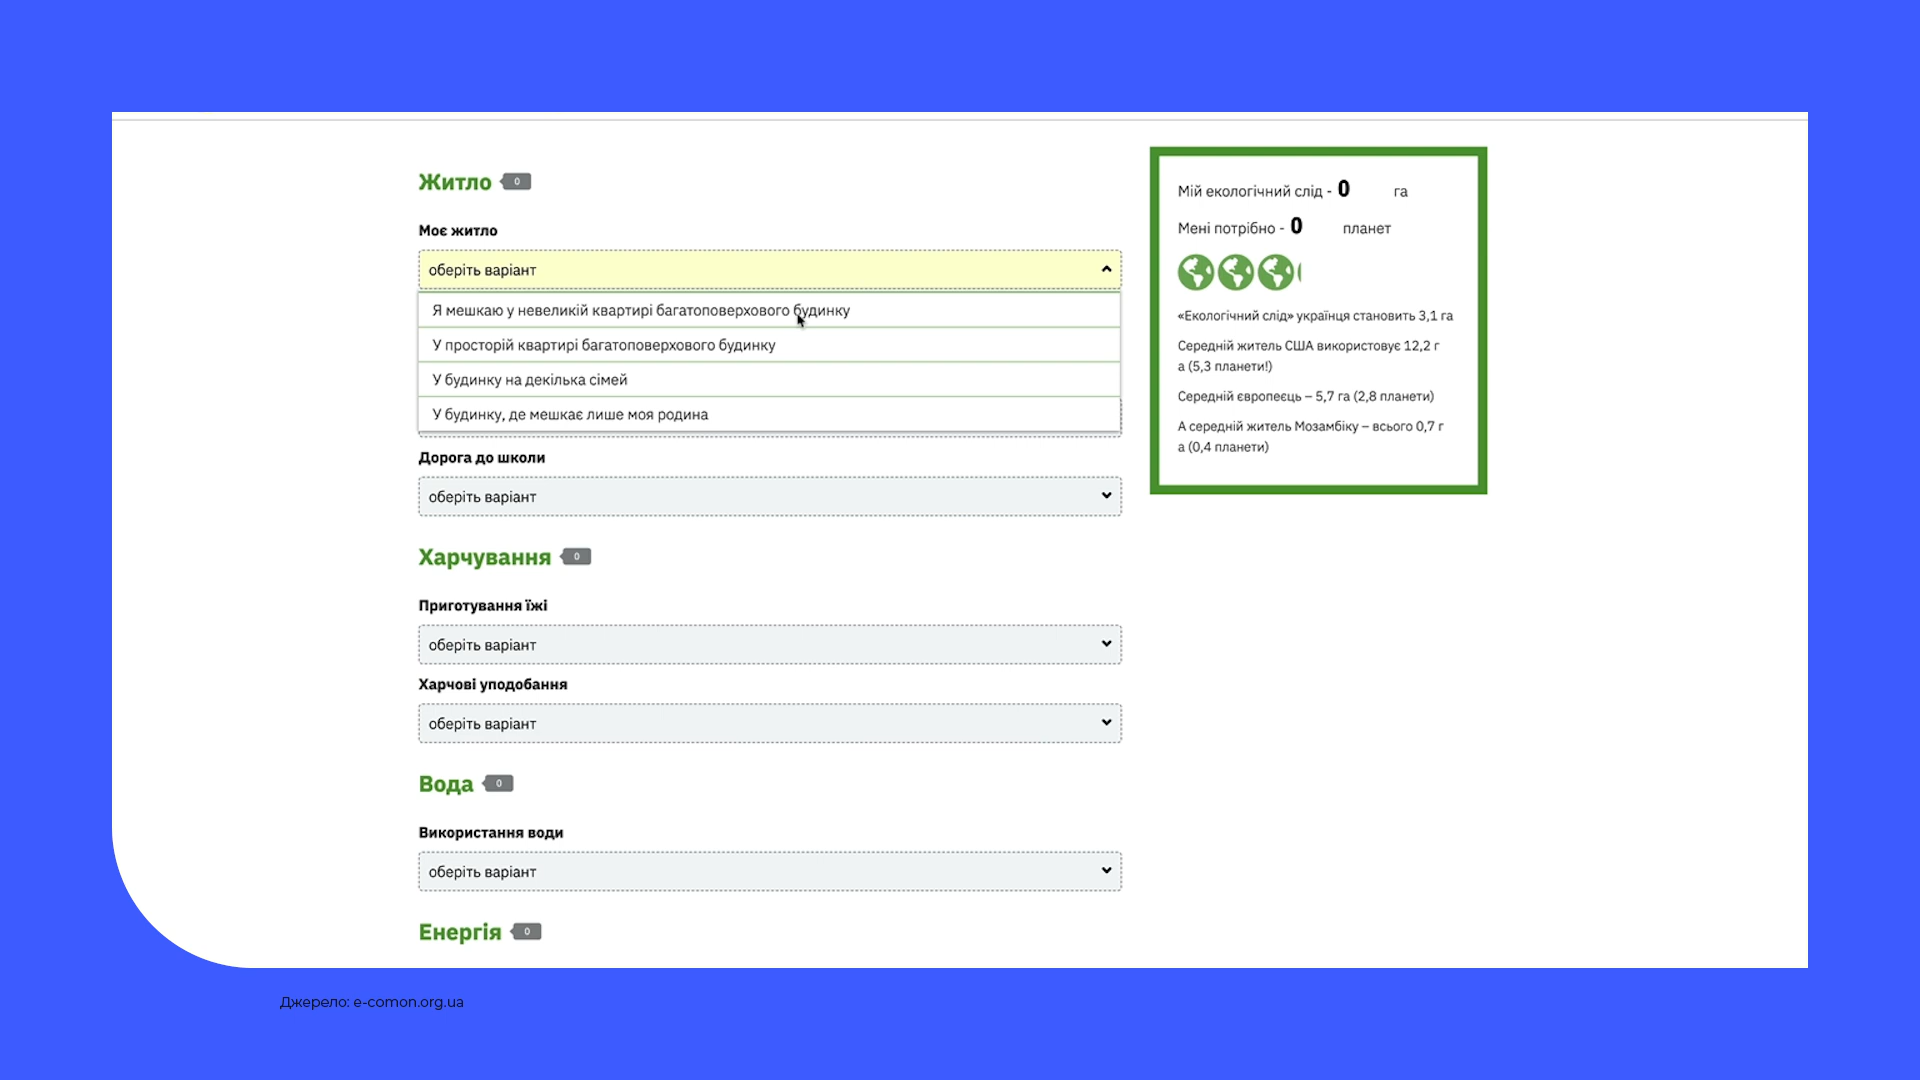 Житло 0
Моє житло
оберіть варіант
Я мешкаю у невеликій квартирі багатоповерхового будинку
У просторій квартирі багатоповерхового будинку
У будинку на декілька сімей
У будинку, де мешкає лише моя родина
Дорога до школи
оберіть варіант
Харчування 0
Приготування їжі
оберіть варіант
Харчові уподобання
оберіть варіант
Вода 0
Використання води
оберіть варіант
Енергія 0
Мій екологічний слід - 0 га
Мені потрібно - 0 планет
«Екологічний слід» українця становить 3,1 га
Середній житель США використовує 12,2 г
а (5,3 планети!)
Середній європеєць – 5,7 га (2,8 планети)
А середній житель Мозамбіку – всього 0,7 г
а (0,4 планети)
Джерело: e-comon.org.ua